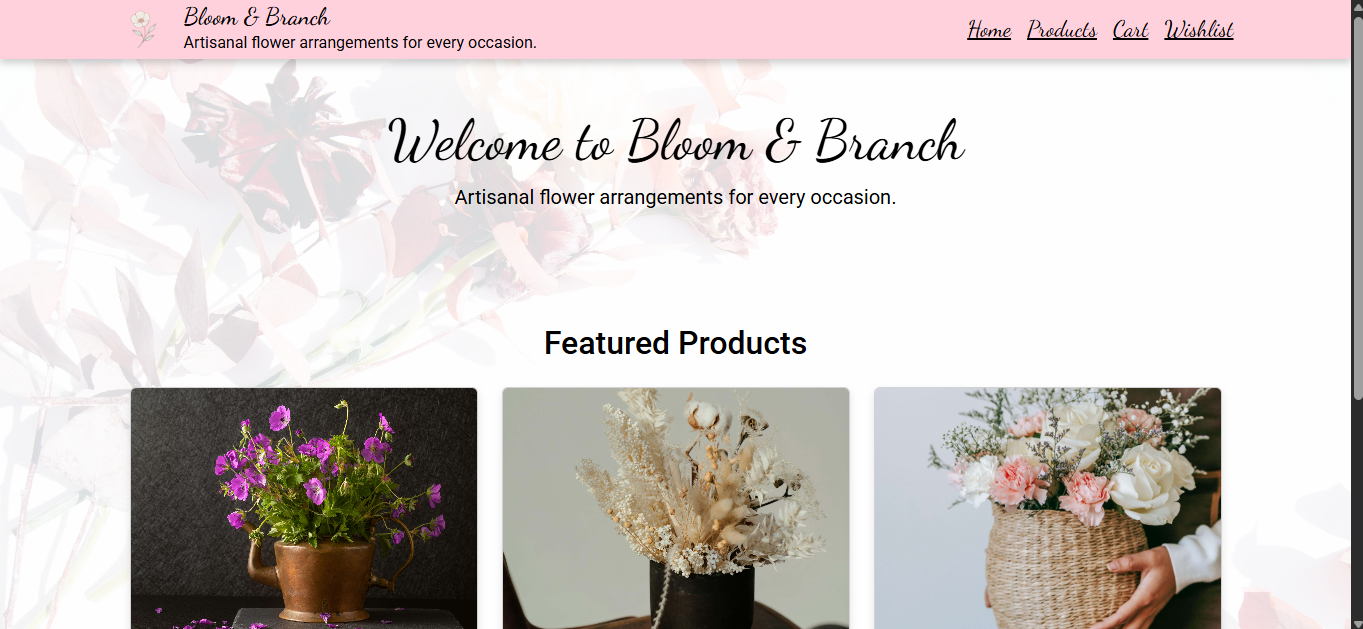 Bloom & Branch
Artisanal flower arrangements for every occasion.
Home Products Cart Wishlist
Welcome to Bloom & Branch
Artisanal flower arrangements for every occasion.
Featured Products